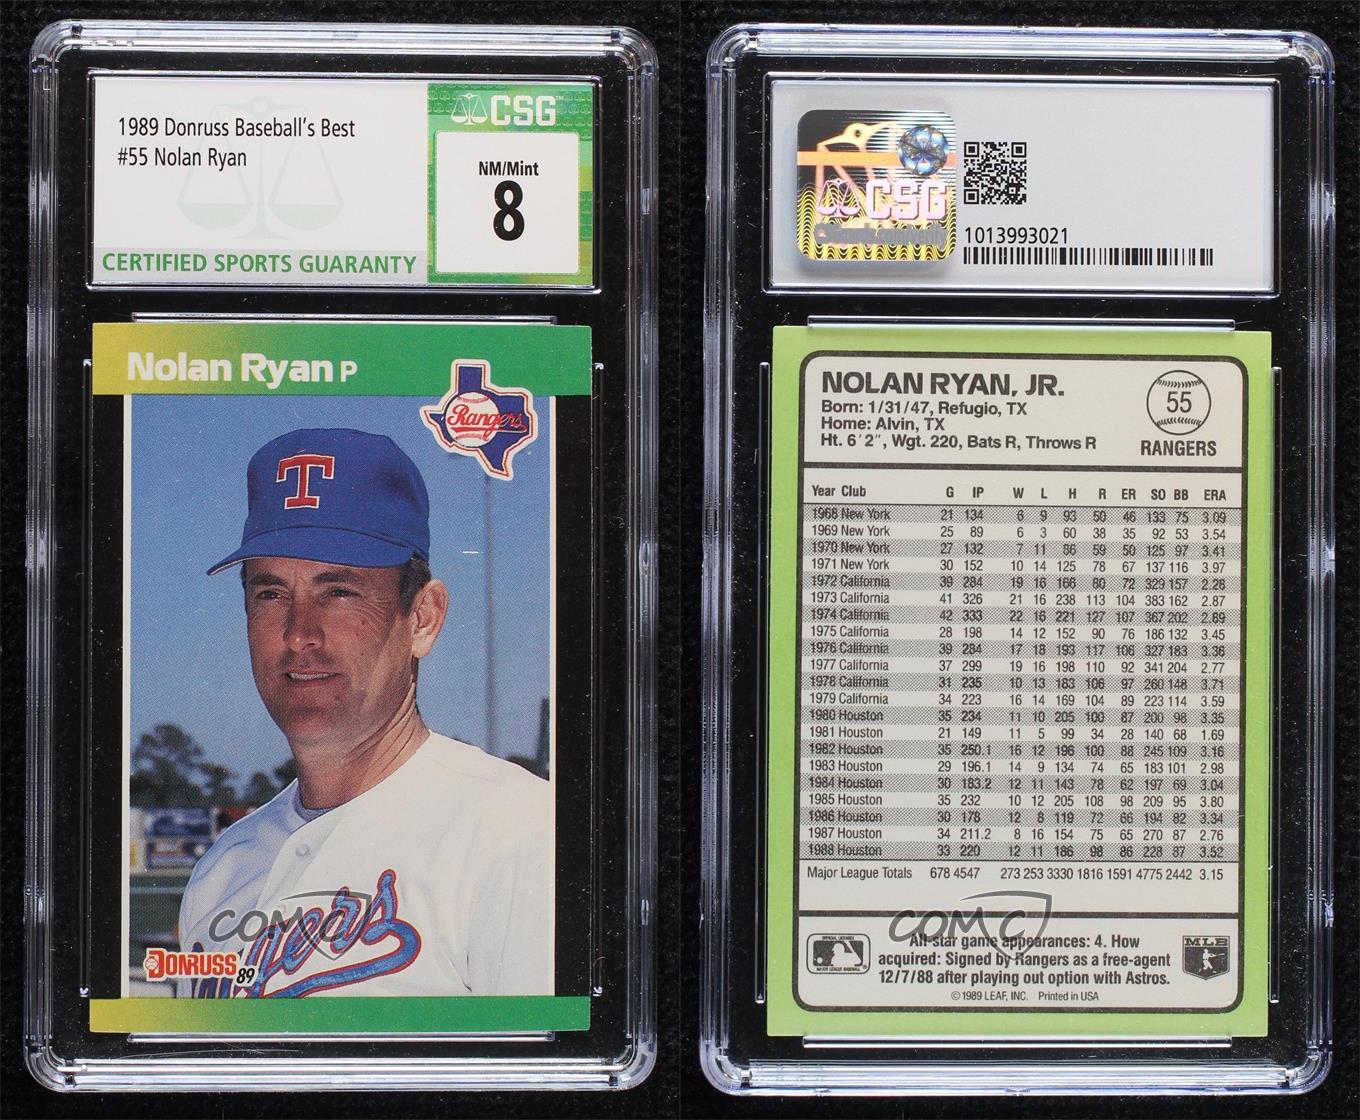 1989 Donruss Baseball's Best
#55 Nolan Ryan
CERTIFIED SPORTS GUARANTY
CSG™
NM/Mint
8
Nolan Ryan P
Rangers
T
Rangers
COMC
DONRUSS 89
CSG
1013993021
NOLAN RYAN, JR.
Born: 1/31/47, Refugio, TX
Home: Alvin, TX
Ht. 6'2", Wgt. 220, Bats R, Throws R
55
RANGERS
Year Club G IP W L H R ER SO BB ERA
1968 New York 21 134 6 9 93 50 46 133 75 3.09
1969 New York 25 89 6 3 60 38 35 92 53 3.54
1970 New York 27 132 7 11 86 59 50 125 97 3.41
1971 New York 30 152 10 14 125 78 67 137 116 3.97
1972 California 39 284 19 16 166 80 72 329 157 2.28
1973 California 41 326 21 16 238 113 104 383 162 2.87
1974 California 42 333 22 16 221 127 107 367 202 2.89
1975 California 28 198 14 12 152 90 76 186 132 3.45
1976 California 39 284 17 18 193 117 106 327 183 3.36
1977 California 37 299 19 16 198 110 92 341 204 2.77
1978 California 31 235 10 13 183 106 97 260 148 3.71
1979 California 34 223 16 14 169 104 89 223 114 3.59
1980 Houston 35 234 11 10 205 100 87 200 98 3.35
1981 Houston 21 149 11 5 99 34 28 140 68 1.69
1982 Houston 35 250.1 16 12 196 100 88 245 109 3.16
1983 Houston 29 196.1 14 9 134 74 65 183 101 2.98
1984 Houston 30 183.2 12 11 143 78 62 197 69 3.04
1985 Houston 35 232 10 12 205 108 98 209 95 3.80
1986 Houston 30 178 12 8 119 72 66 194 82 3.34
1987 Houston 34 211.2 8 16 154 75 65 270 87 2.76
1988 Houston 33 220 12 11 186 98 86 228 87 3.52
Major League Totals 678 4547 273 253 3330 1816 1591 4775 2442 3.15
COMC
All-star game appearances: 4. How
acquired: Signed by Rangers as a free-agent
12/7/88 after playing out option with Astros.
© 1989 LEAF, INC. Printed in USA
MLB